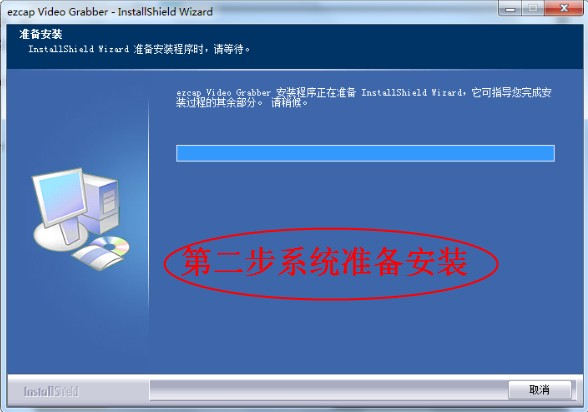 ezcap Video Grabber - InstallShield Wizard
准备安装
InstallShield Wizard 准备安装程序时，请等待。
ezcap Video Grabber 安装程序正在准备 InstallShield Wizard，它可指导您完成安
装过程的其余部分。 请稍候。
第二步系统准备安装
InstallShield
取消